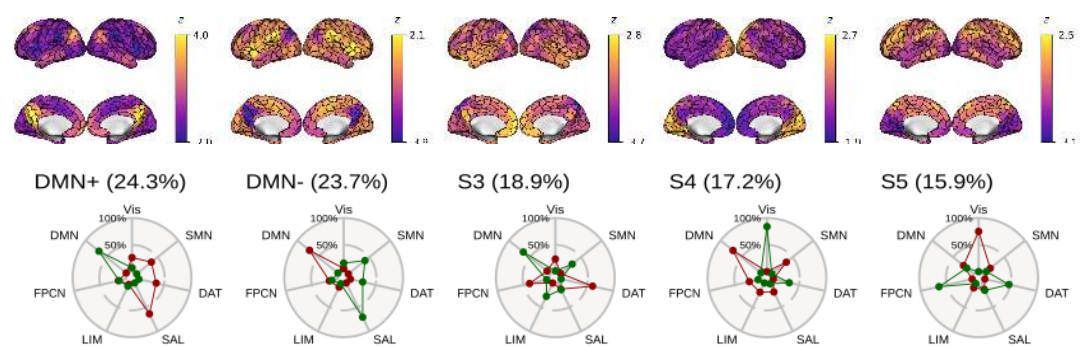 z z z z z
4.0 2.1 2.8 2.7 2.5
DMN+ (24.3%) DMN- (23.7%) S3 (18.9%) S4 (17.2%) S5 (15.9%)
Vis Vis Vis Vis Vis
100% 100% 100% 100% 100%
DMN SMN DMN SMN DMN SMN DMN SMN DMN SMN
50% 50% 50% 50% 50%
FPCN DAT FPCN DAT FPCN DAT FPCN DAT FPCN DAT
LIM SAL LIM SAL LIM SAL LIM SAL LIM SAL